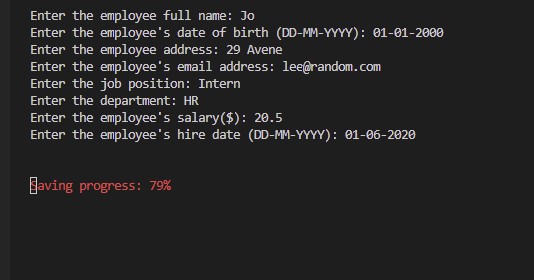 Enter the employee full name: Jo
Enter the employee's date of birth (DD-MM-YYYY): 01-01-2000
Enter the employee address: 29 Avene
Enter the employee's email address: lee@random.com
Enter the job position: Intern
Enter the department: HR
Enter the employee's salary($): 20.5
Enter the employee's hire date (DD-MM-YYYY): 01-06-2020
Saving progress: 79%